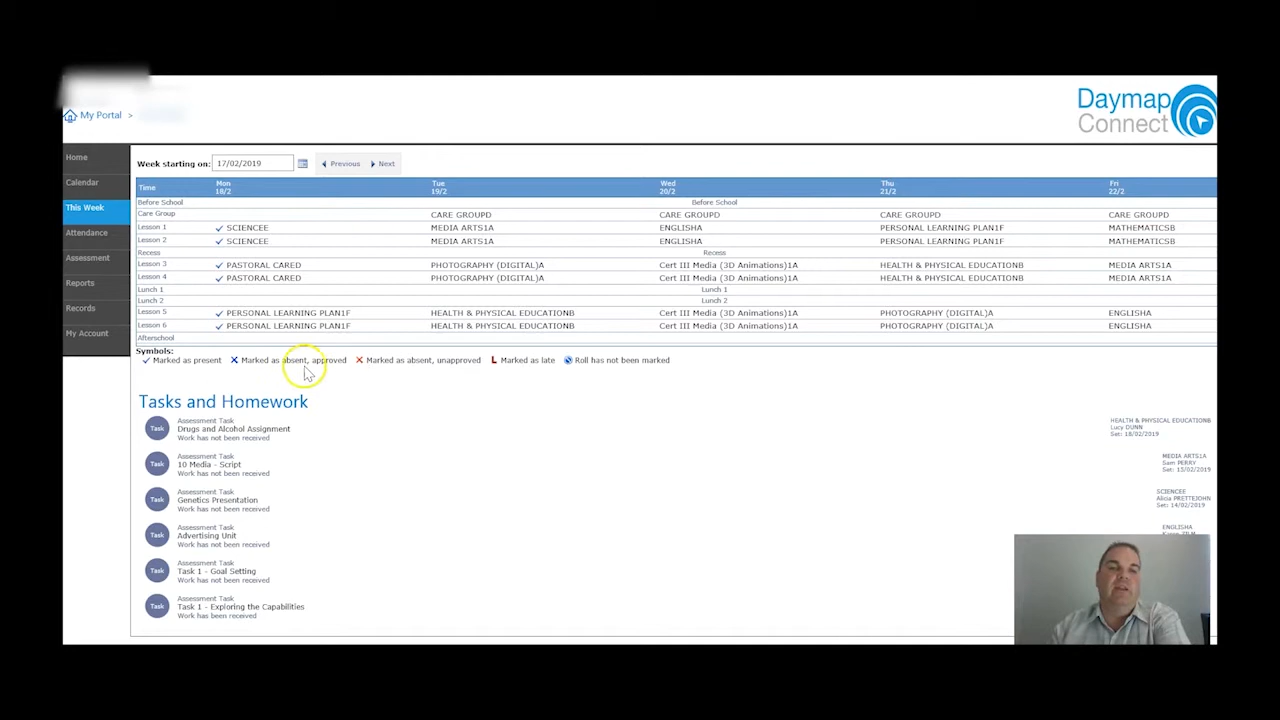 Daymap
Connect
My Portal >
Home
Calendar
This Week
Attendance
Assessment
Reports
Records
My Account
Week starting on: 17/02/2019 Previous Next
Time Mon 18/2 Tue 19/2 Wed 20/2 Thu 21/2 Fri 22/2
Before School Before School
Care Group CARE GROUPD CARE GROUPD CARE GROUPD CARE GROUPD
Lesson 1 SCIENCEE MEDIA ARTS1A ENGLISHA PERSONAL LEARNING PLAN1F MATHEMATICSB
Lesson 2 SCIENCEE MEDIA ARTS1A ENGLISHA PERSONAL LEARNING PLAN1F MATHEMATICSB
Recess Recess
Lesson 3 PASTORAL CARED PHOTOGRAPHY (DIGITAL)A Cert III Media (3D Animations)1A HEALTH & PHYSICAL EDUCATIONB MEDIA ARTS1A
Lesson 4 PASTORAL CARED PHOTOGRAPHY (DIGITAL)A Cert III Media (3D Animations)1A HEALTH & PHYSICAL EDUCATIONB MEDIA ARTS1A
Lunch 1 Lunch 1
Lunch 2 Lunch 2
Lesson 5 PERSONAL LEARNING PLAN1F HEALTH & PHYSICAL EDUCATIONB Cert III Media (3D Animations)1A PHOTOGRAPHY (DIGITAL)A ENGLISHA
Lesson 6 PERSONAL LEARNING PLAN1F HEALTH & PHYSICAL EDUCATIONB Cert III Media (3D Animations)1A PHOTOGRAPHY (DIGITAL)A ENGLISHA
Afterschool
Symbols:
Marked as present Marked as absent, approved Marked as absent, unapproved L Marked as late Roll has not been marked
Tasks and Homework
Task
Assessment Task
Drugs and Alcohol Assignment
Work has not been received
HEALTH & PHYSICAL EDUCATIONB
Lucy DUNN
Set: 18/02/2019
Task
Assessment Task
10 Media - Script
Work has not been received
MEDIA ARTS1A
Sam PERRY
Set: 15/02/2019
Task
Assessment Task
Genetics Presentation
Work has not been received
SCIENCEE
Alicia PRETTEJOHN
Set: 14/02/2019
Task
Assessment Task
Advertising Unit
Work has not been received
ENGLISHA
Task
Assessment Task
Task 1 - Goal Setting
Work has not been received
Task
Assessment Task
Task 1 - Exploring the Capabilities
Work has been received